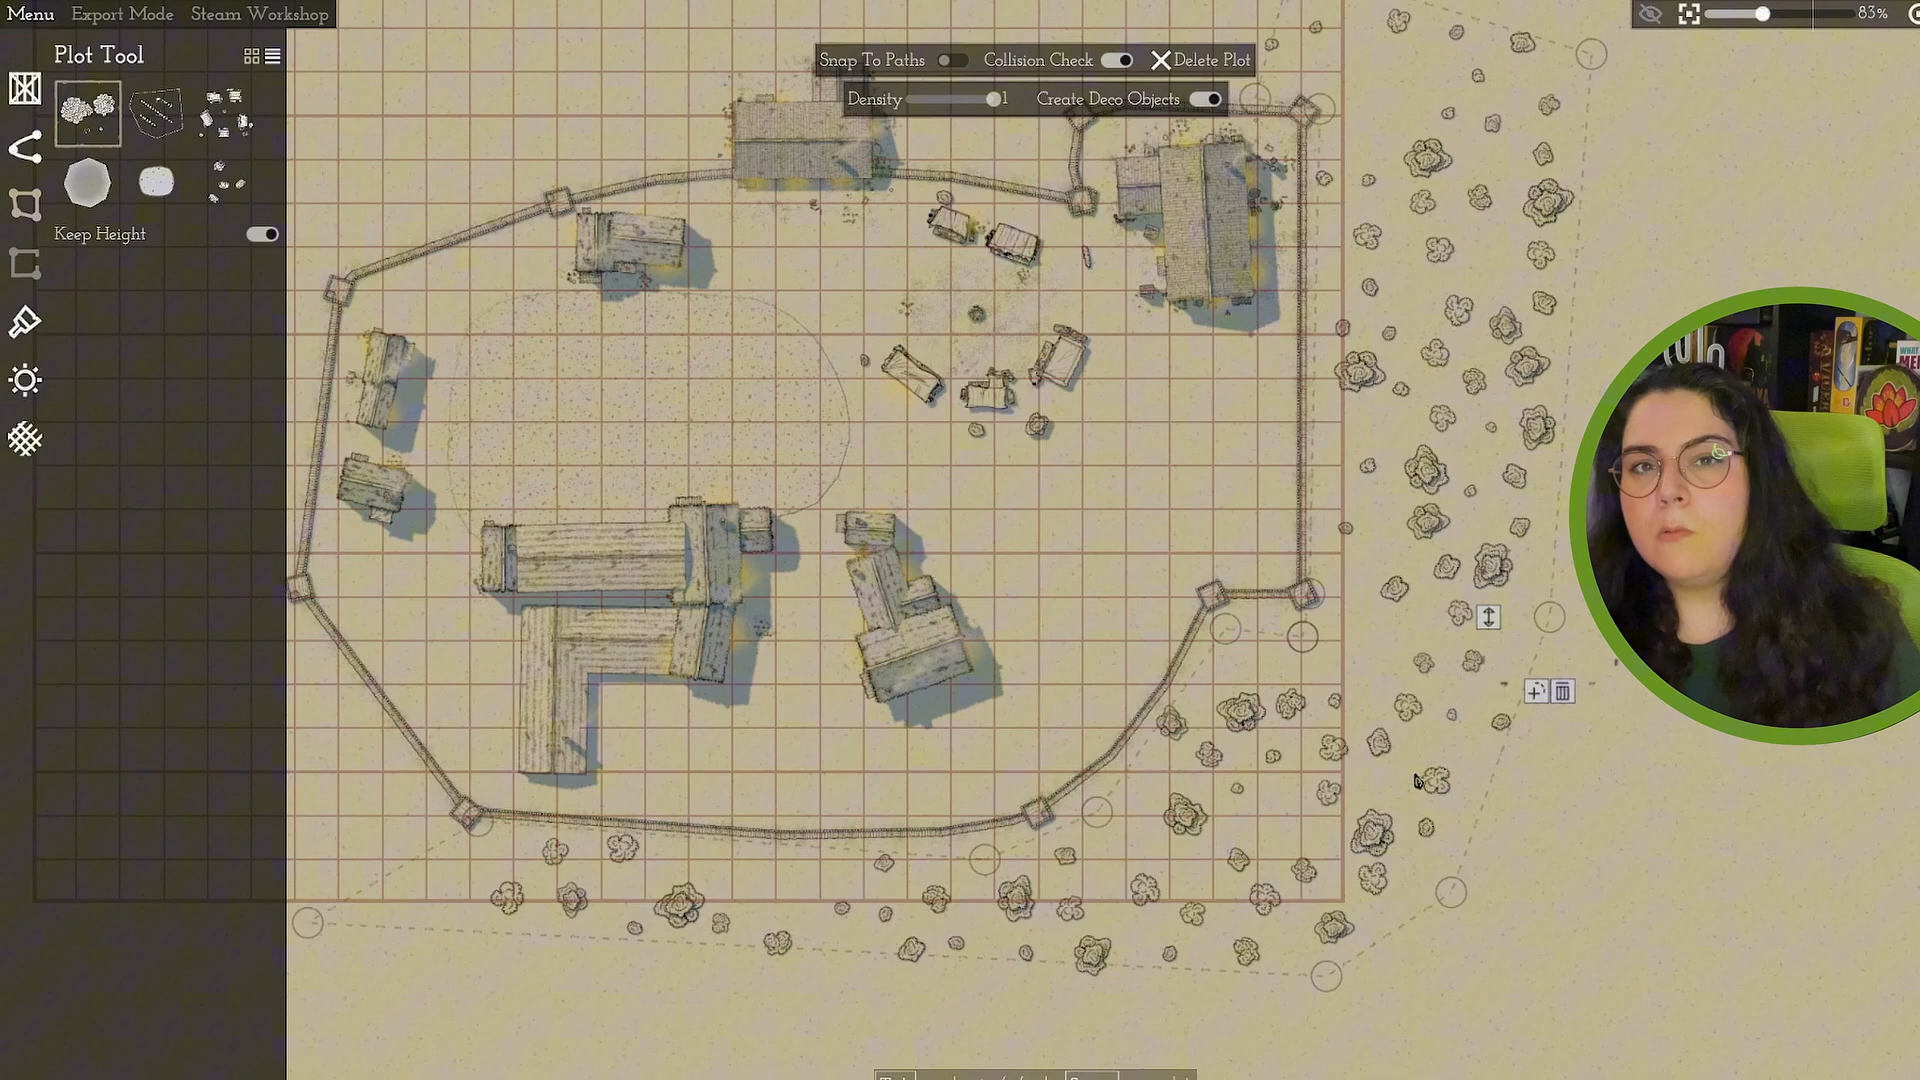 Menu Export Mode Steam Workshop
83%
Plot Tool
Snap To Paths Collision Check Delete Plot
Density 1 Create Deco Objects
Keep Height